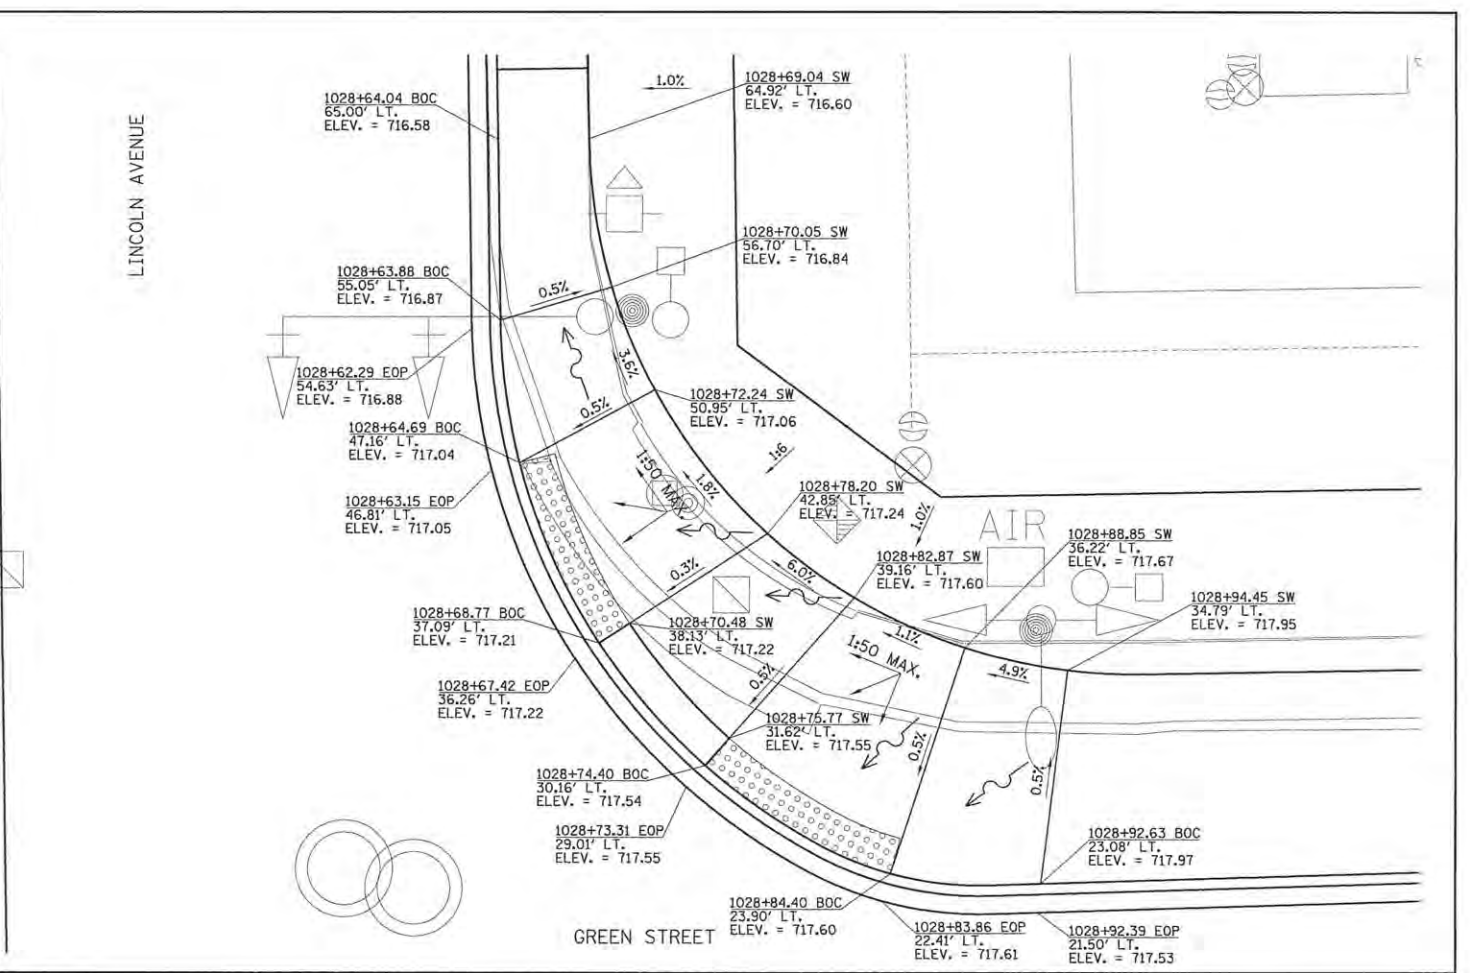 LINCOLN AVENUE
1028+64.04 BOC
65.00' LT.
ELEV. = 716.58
1.0%
1028+69.04 SW
64.92' LT.
ELEV. = 716.60
1028+70.05 SW
56.70' LT.
ELEV. = 716.84
1028+63.88 BOC
55.05' LT.
ELEV. = 716.87
0.5%
1028+62.29 EOP
54.63' LT.
ELEV. = 716.88
3.6%
0.5%
1028+72.24 SW
50.95' LT.
ELEV. = 717.06
1028+64.69 BOC
47.16' LT.
ELEV. = 717.04
1:6
1:50 MAX.
1.8%
1028+78.20 SW
42.85' LT.
ELEV. = 717.24
1028+63.15 EOP
46.81' LT.
ELEV. = 717.05
1.0%
AIR
1028+88.85 SW
36.22' LT.
ELEV. = 717.67
1028+82.87 SW
39.16' LT.
ELEV. = 717.60
0.3%
6.0%
1028+94.45 SW
34.79' LT.
ELEV. = 717.95
1028+68.77 BOC
37.09' LT.
ELEV. = 717.21
1028+70.48 SW
38.13' LT.
ELEV. = 717.22
1.1%
1:50 MAX.
4.9%
0.5%
1028+67.42 EOP
36.26' LT.
ELEV. = 717.22
1028+75.77 SW
31.62' LT.
ELEV. = 717.55
0.5%
0.5%
1028+74.40 BOC
30.16' LT.
ELEV. = 717.54
1028+73.31 EOP
29.01' LT.
ELEV. = 717.55
1028+92.63 BOC
23.08' LT.
ELEV. = 717.97
1028+84.40 BOC
23.90' LT.
ELEV. = 717.60
GREEN STREET
1028+83.86 EOP
22.41' LT.
ELEV. = 717.61
1028+92.39 EOP
21.50' LT.
ELEV. = 717.53